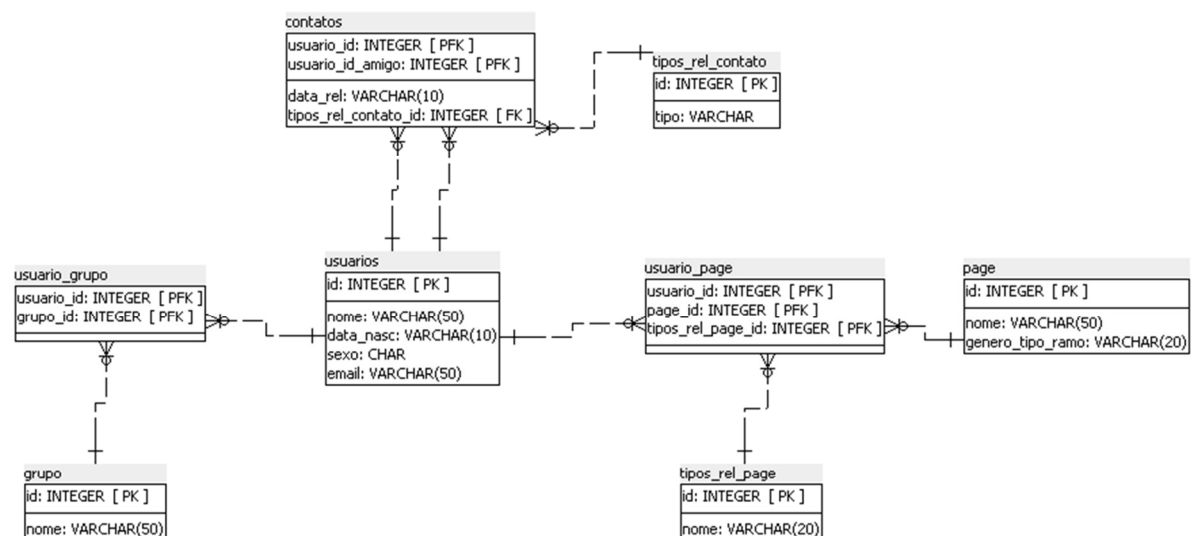 contatos
usuario_id: INTEGER [ PFK ]
usuario_id_amigo: INTEGER [ PFK ]
data_rel: VARCHAR(10)
tipos_rel_contato_id: INTEGER [ FK ]
tipos_rel_contato
id: INTEGER [ PK ]
tipo: VARCHAR
usuario_grupo
usuario_id: INTEGER [ PFK ]
grupo_id: INTEGER [ PFK ]
usuarios
id: INTEGER [ PK ]
nome: VARCHAR(50)
data_nasc: VARCHAR(10)
sexo: CHAR
email: VARCHAR(50)
usuario_page
usuario_id: INTEGER [ PFK ]
page_id: INTEGER [ PFK ]
tipos_rel_page_id: INTEGER [ PFK ]
page
id: INTEGER [ PK ]
nome: VARCHAR(50)
genero_tipo_ramo: VARCHAR(20)
grupo
id: INTEGER [ PK ]
nome: VARCHAR(50)
tipos_rel_page
id: INTEGER [ PK ]
nome: VARCHAR(20)